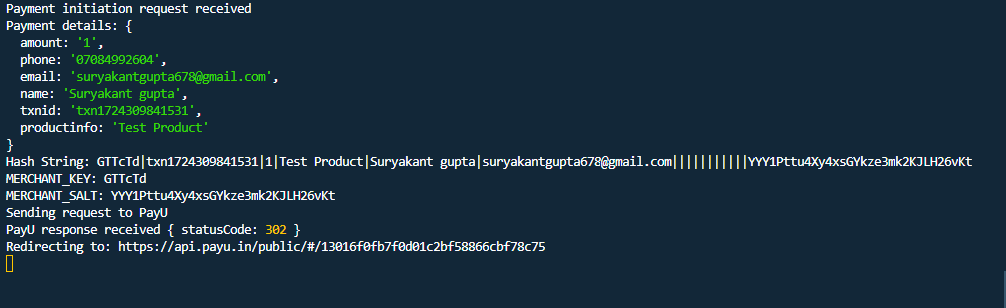 Payment initiation request received
Payment details: {
  amount: '1',
  phone: '07084992604',
  email: 'suryakantgupta678@gmail.com',
  name: 'Suryakant gupta',
  txnid: 'txn1724309841531',
  productinfo: 'Test Product'
}
Hash String: GTTcTd|txn1724309841531|1|Test Product|Suryakant gupta|suryakantgupta678@gmail.com|||||||||||YYY1Pttu4Xy4xsGYkze3mk2KJLH26vKt
MERCHANT_KEY: GTTcTd
MERCHANT_SALT: YYY1Pttu4Xy4xsGYkze3mk2KJLH26vKt
Sending request to PayU
PayU response received { statusCode: 302 }
Redirecting to: https://api.payu.in/public/#/13016f0fb7f0d01c2bf58866cbf78c75